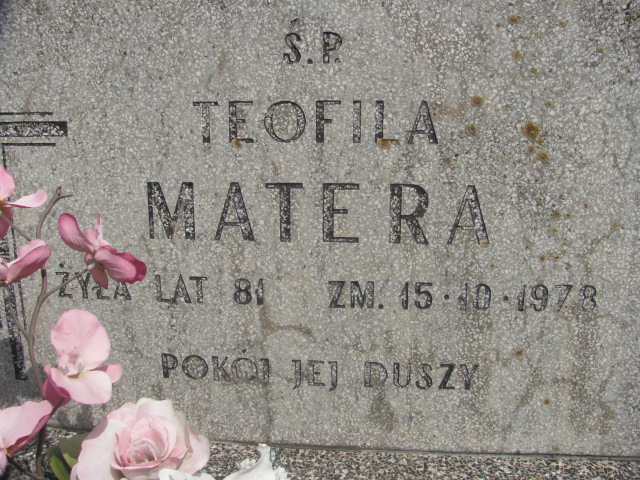 Ś.P.
TEOFILA
MATERA
ŻYŁA LAT 81 ZM. 15·10·1978
POKÓJ JEJ DUSZY